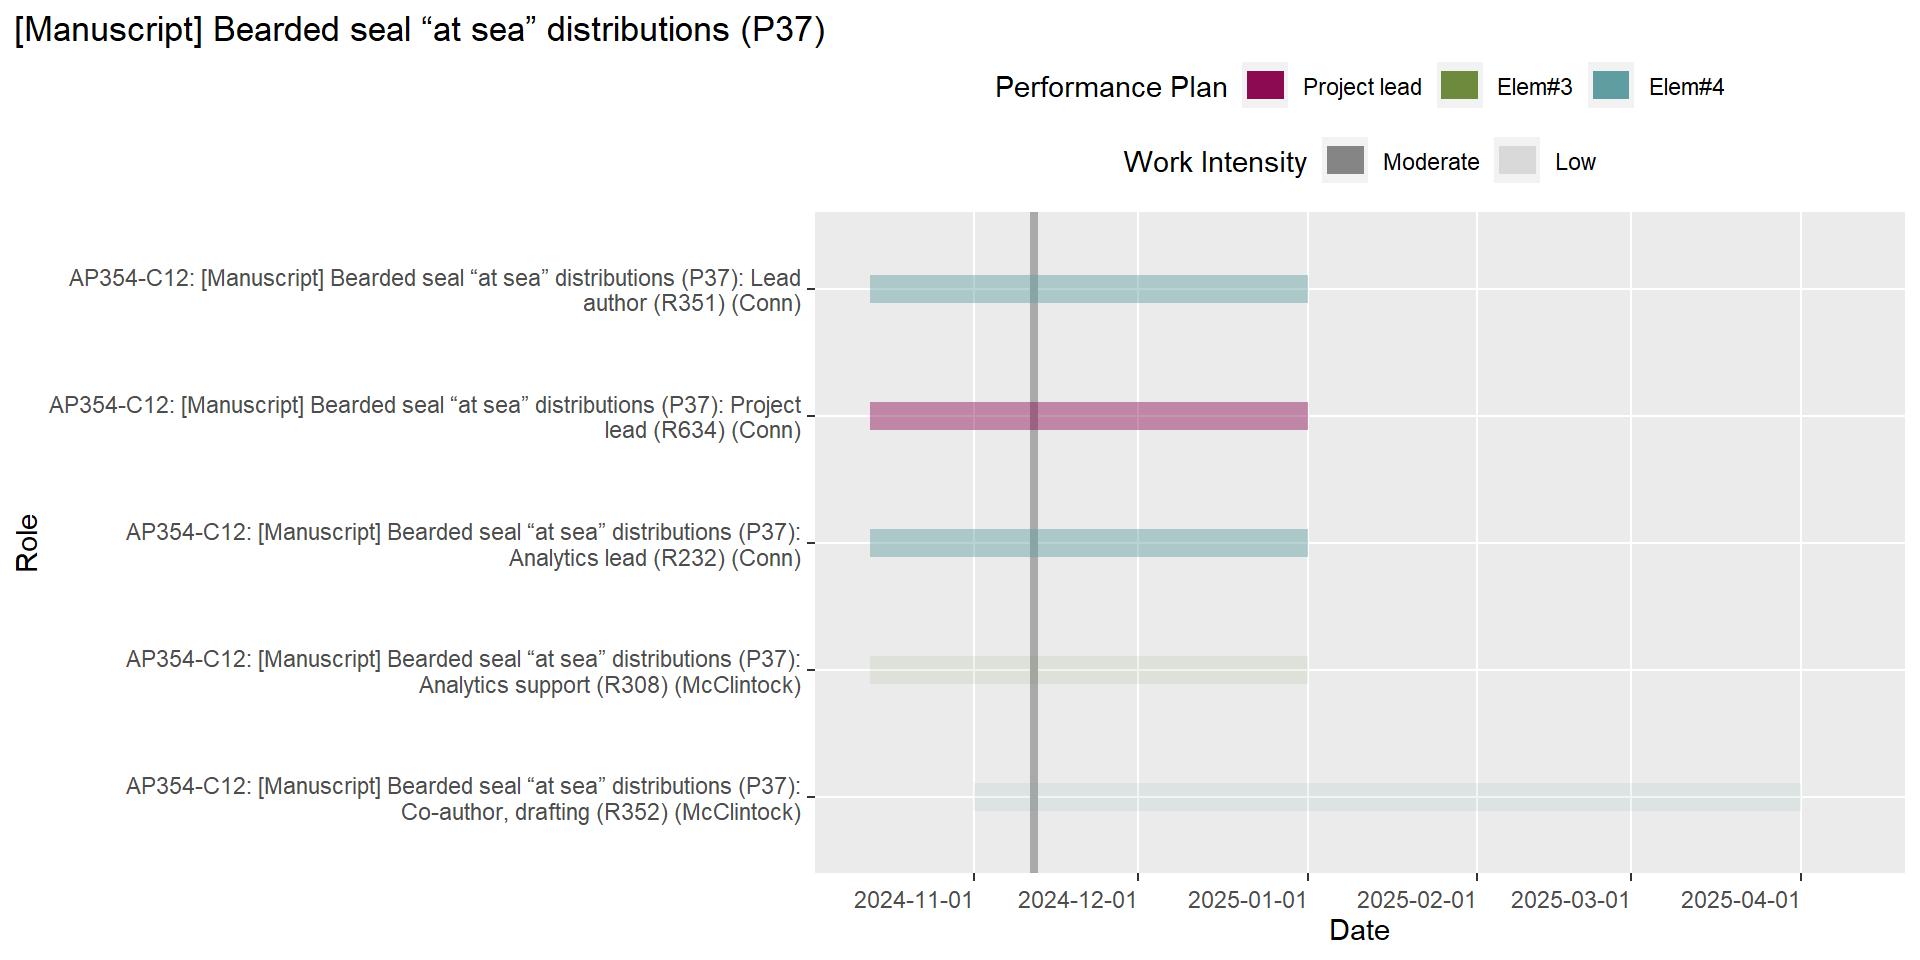 [Manuscript] Bearded seal “at sea” distributions (P37)
Performance Plan Project lead Elem#3 Elem#4
Work Intensity Moderate Low
AP354-C12: [Manuscript] Bearded seal “at sea” distributions (P37): Lead
author (R351) (Conn)
AP354-C12: [Manuscript] Bearded seal “at sea” distributions (P37): Project
lead (R634) (Conn)
AP354-C12: [Manuscript] Bearded seal “at sea” distributions (P37):
Analytics lead (R232) (Conn)
AP354-C12: [Manuscript] Bearded seal “at sea” distributions (P37):
Analytics support (R308) (McClintock)
AP354-C12: [Manuscript] Bearded seal “at sea” distributions (P37):
Co-author, drafting (R352) (McClintock)
Role
2024-11-01 2024-12-01 2025-01-01 2025-02-01 2025-03-01 2025-04-01
Date